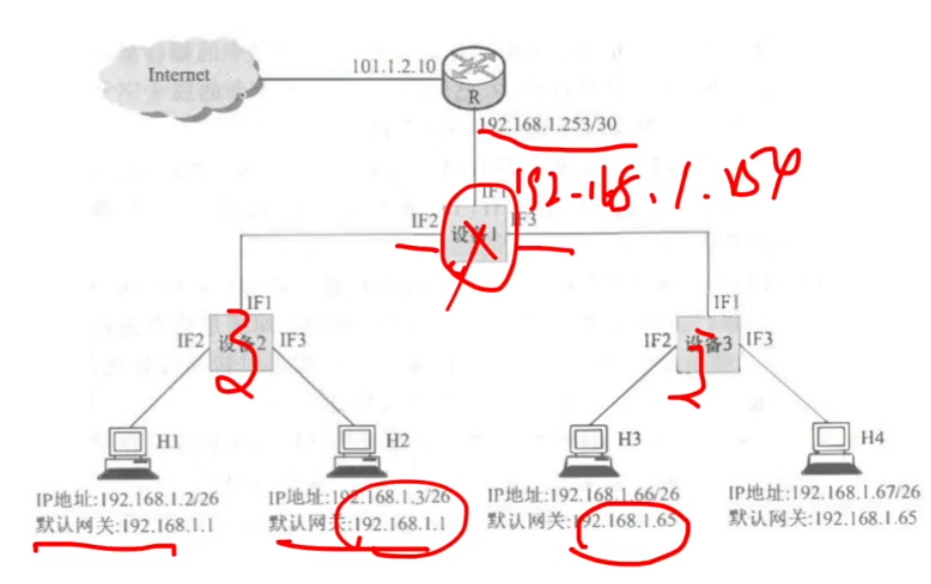 Internet
101.1.2.10
R
192.168.1.253/30
192.168.1.254
IF1
IF2
设备1
IF3
IF1
IF2
设备2
IF3
IF1
IF2
设备3
IF3
H1
H2
H3
H4
IP地址:192.168.1.2/26
默认网关:192.168.1.1
IP地址:192.168.1.3/26
默认网关:192.168.1.1
IP地址:192.168.1.66/26
默认网关:192.168.1.65
IP地址:192.168.1.67/26
默认网关:192.168.1.65